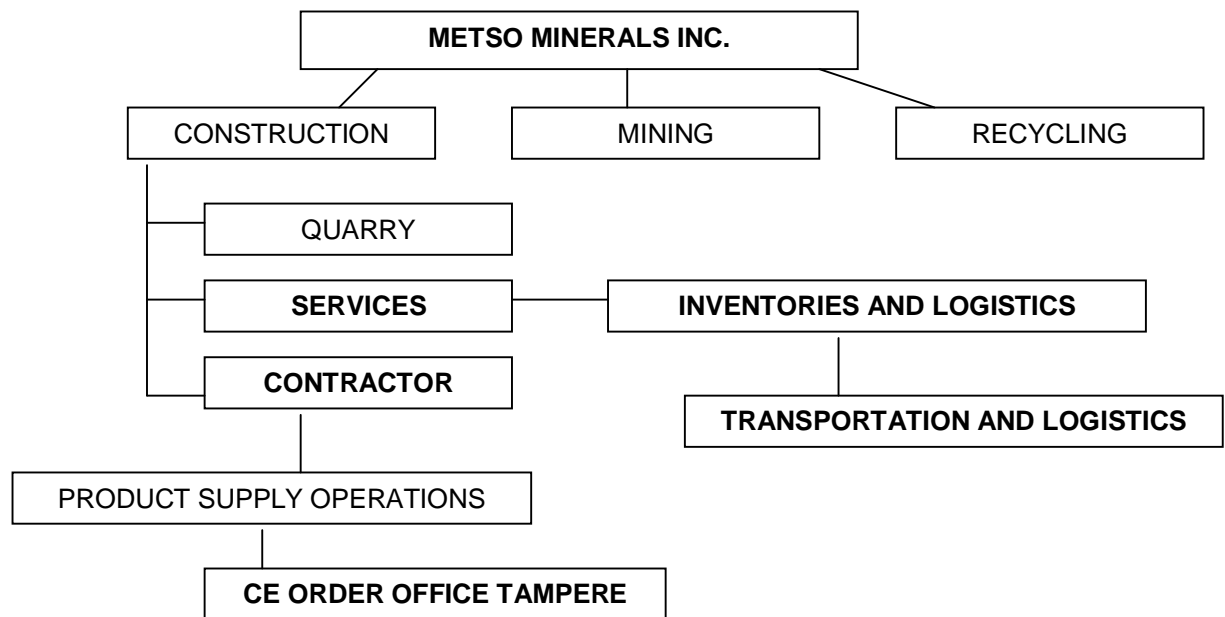 METSO MINERALS INC.
CONSTRUCTION
MINING
RECYCLING
QUARRY
SERVICES
INVENTORIES AND LOGISTICS
CONTRACTOR
TRANSPORTATION AND LOGISTICS
PRODUCT SUPPLY OPERATIONS
CE ORDER OFFICE TAMPERE